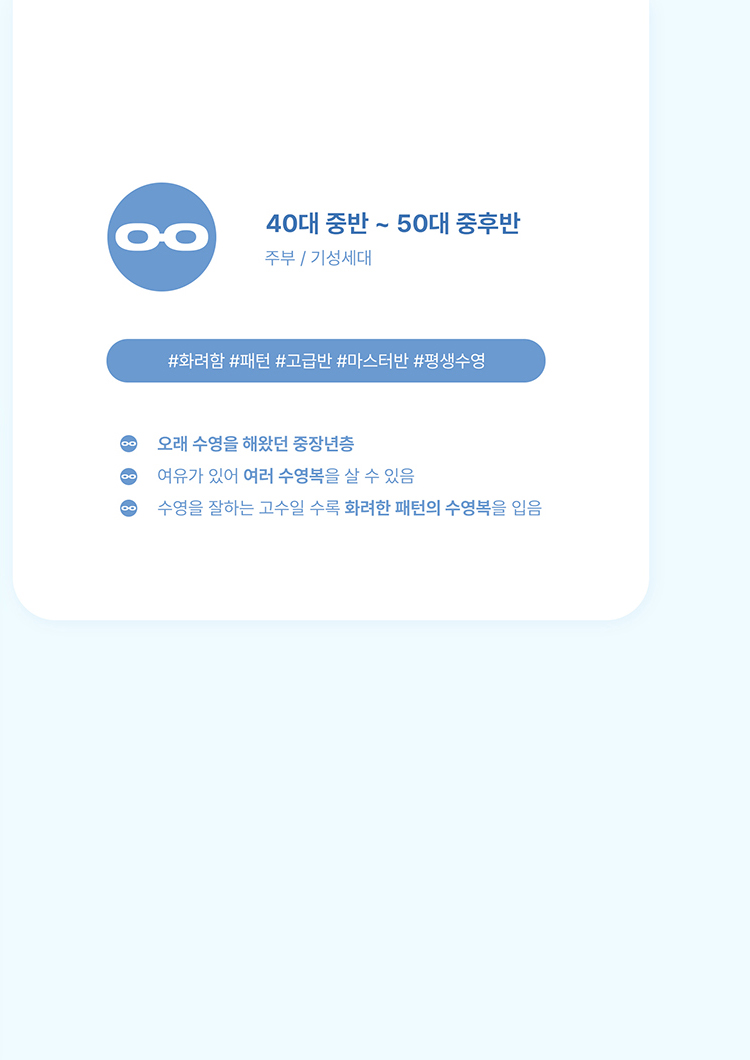 40대 중반 ~ 50대 중후반
주부 / 기성세대
#화려함 #패턴 #고급반 #마스터반 #평생수영
오래 수영을 해왔던 중장년층
여유가 있어 여러 수영복을 살 수 있음
수영을 잘하는 고수일 수록 화려한 패턴의 수영복을 입음